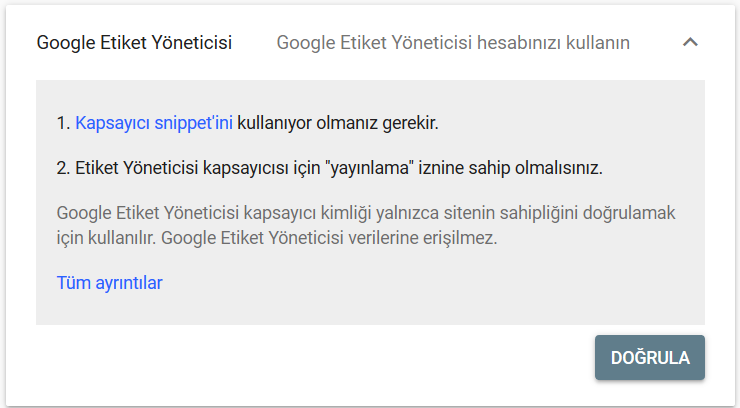 Google Etiket Yöneticisi Google Etiket Yöneticisi hesabınızı kullanın
1. Kapsayıcı snippet'ini kullanıyor olmanız gerekir.
2. Etiket Yöneticisi kapsayıcısı için "yayınlama" iznine sahip olmalısınız.
Google Etiket Yöneticisi kapsayıcı kimliği yalnızca sitenin sahipliğini doğrulamak
için kullanılır. Google Etiket Yöneticisi verilerine erişilmez.
Tüm ayrıntılar
DOĞRULA